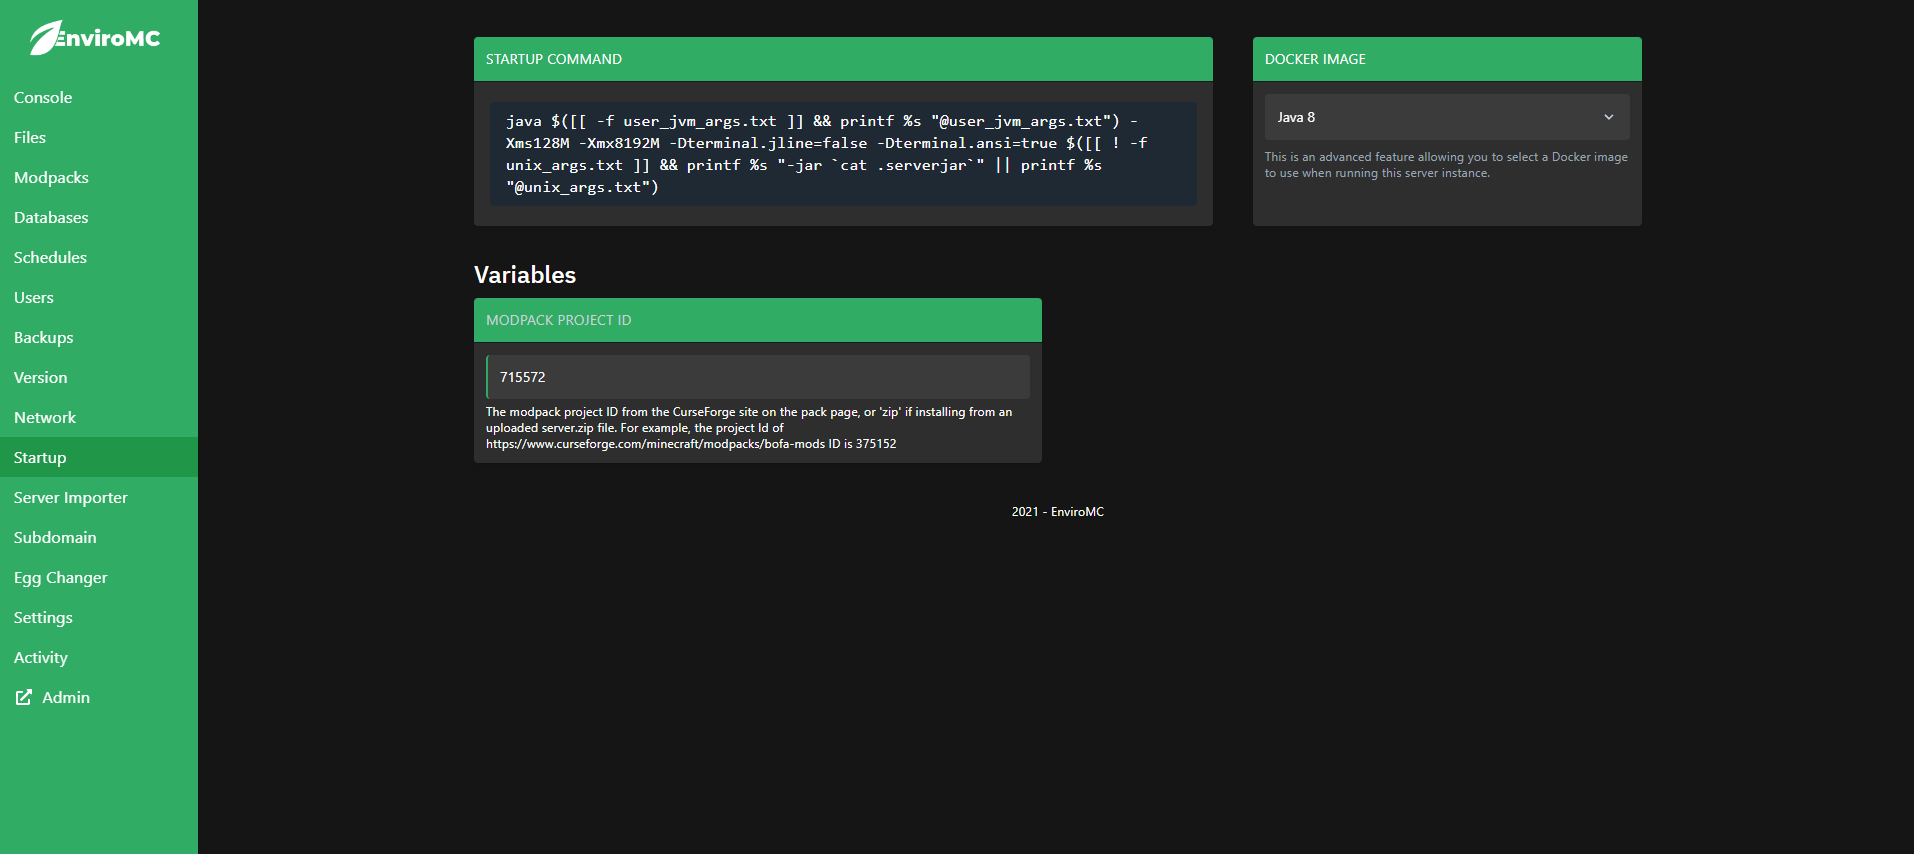 EnviroMC
Console
Files
Modpacks
Databases
Schedules
Users
Backups
Version
Network
Startup
Server Importer
Subdomain
Egg Changer
Settings
Activity
Admin
STARTUP COMMAND
java $([[ -f user_jvm_args.txt ]] && printf %s "@user_jvm_args.txt") -
Xms128M -Xmx8192M -Dterminal.jline=false -Dterminal.ansi=true $([[ ! -f
unix_args.txt ]] && printf %s "-jar `cat .serverjar`" || printf %s
"@unix_args.txt")
DOCKER IMAGE
Java 8
This is an advanced feature allowing you to select a Docker image
to use when running this server instance.
Variables
MODPACK PROJECT ID
715572
The modpack project ID from the CurseForge site on the pack page, or 'zip' if installing from an
uploaded server.zip file. For example, the project Id of
https://www.curseforge.com/minecraft/modpacks/bofa-mods ID is 375152
2021 - EnviroMC